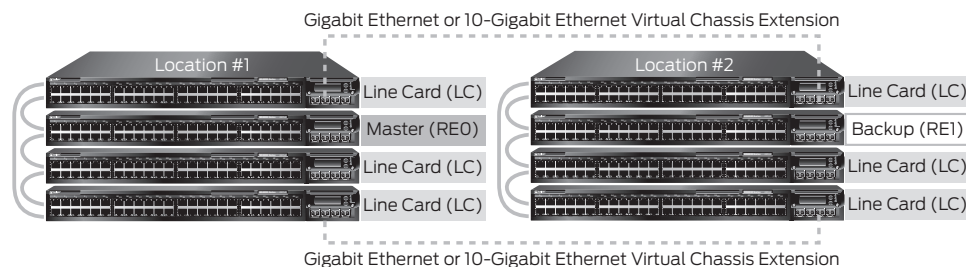 Gigabit Ethernet or 10-Gigabit Ethernet Virtual Chassis Extension
Location #1
Line Card (LC)
Master (RE0)
Line Card (LC)
Line Card (LC)
Location #2
Line Card (LC)
Backup (RE1)
Line Card (LC)
Line Card (LC)
Gigabit Ethernet or 10-Gigabit Ethernet Virtual Chassis Extension